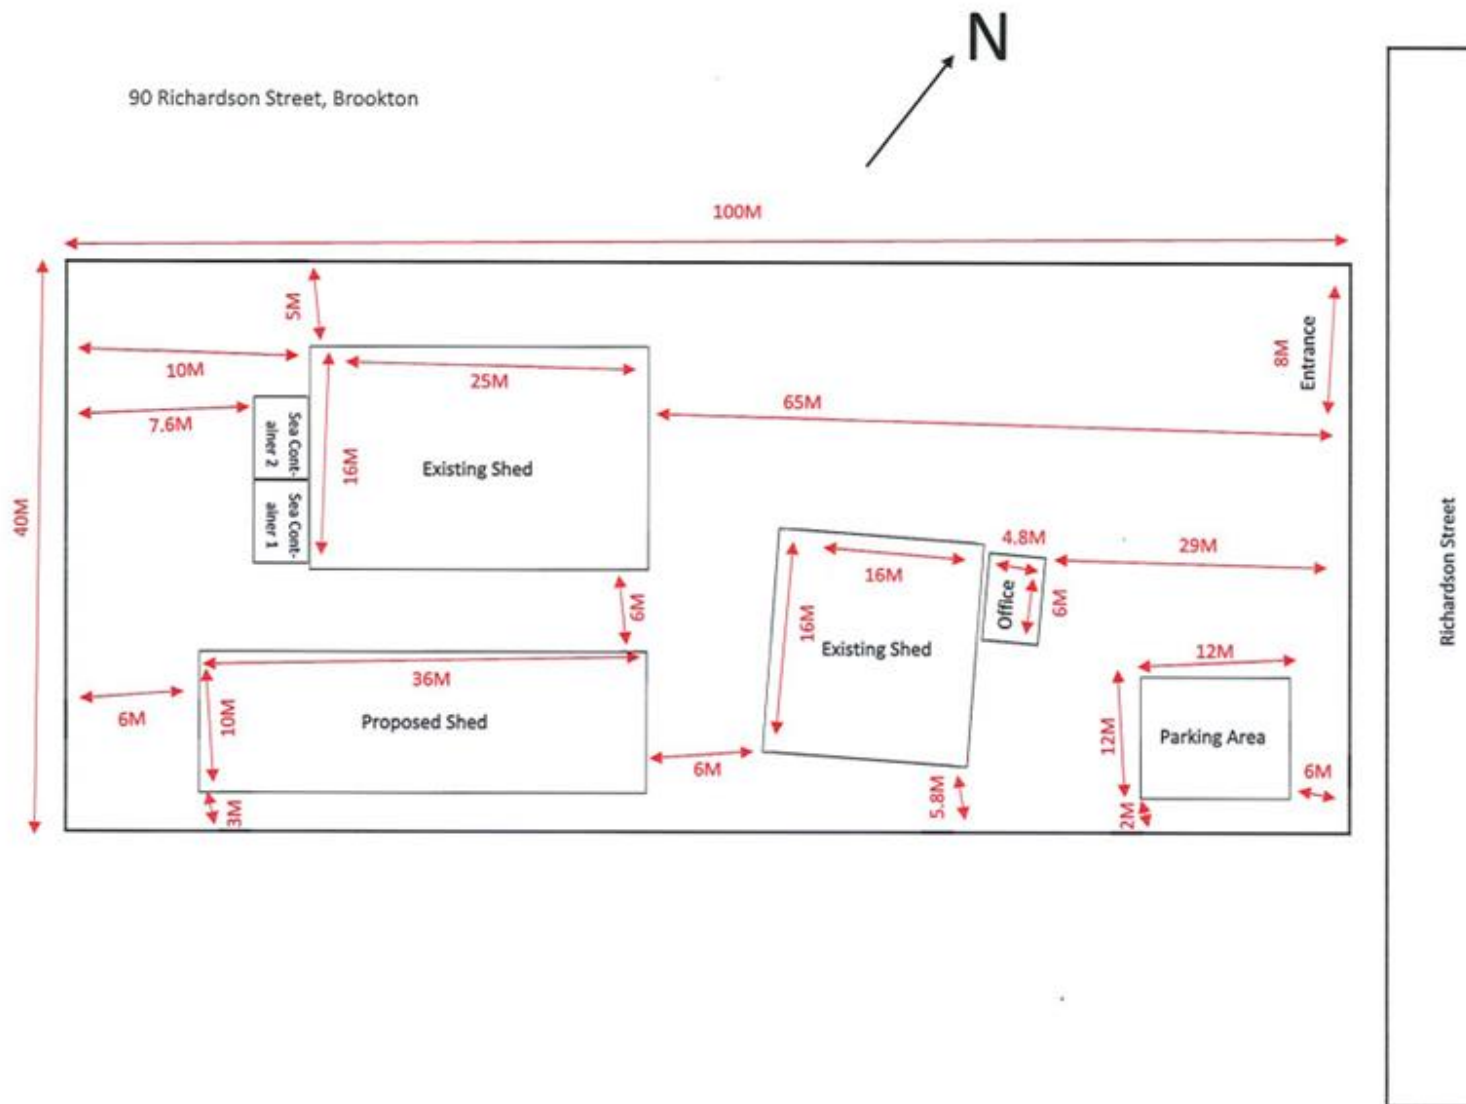 N
90 Richardson Street, Brookton
100M
5M
10M
25M
8M
Entrance
7.6M
65M
Sea Cont-
ainer 2
16M
Existing Shed
40M
Sea Cont-
ainer 1
4.8M
29M
16M
Richardson Street
6M
Office
6M
16M
Existing Shed
12M
36M
6M
10M
Proposed Shed
12M
Parking Area
6M
6M
3M
5.8M
2M